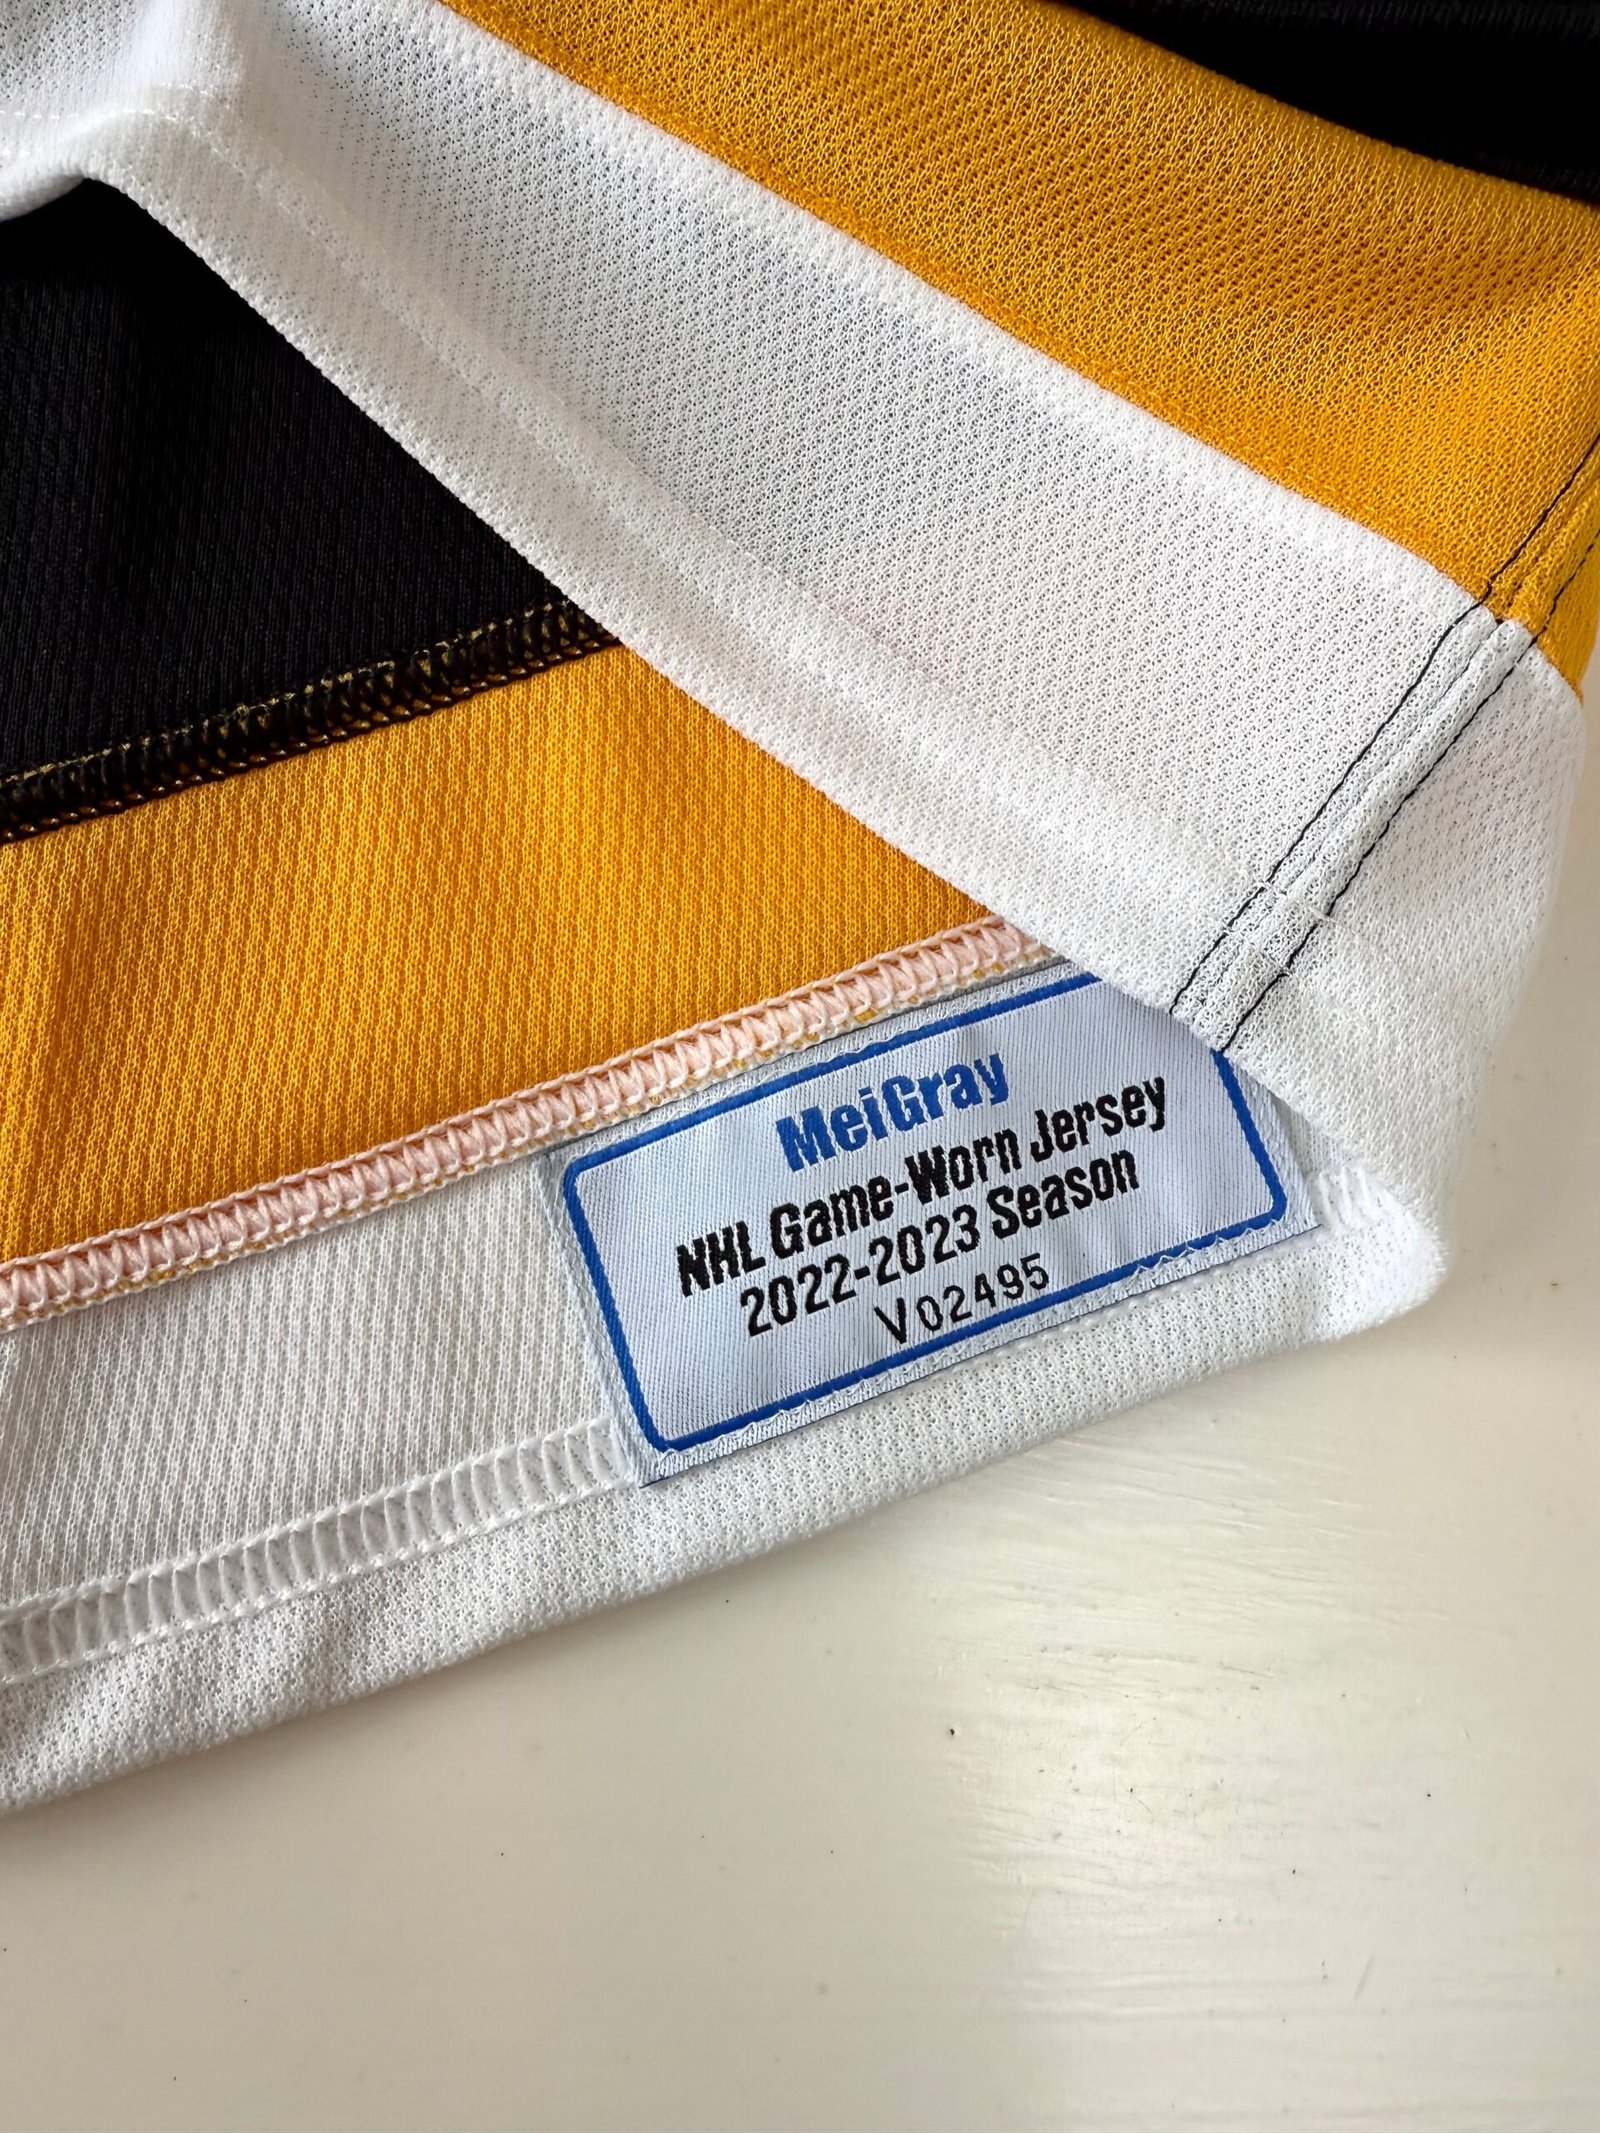 MeiGray
NHL Game-Worn Jersey
2022-2023 Season
V02495